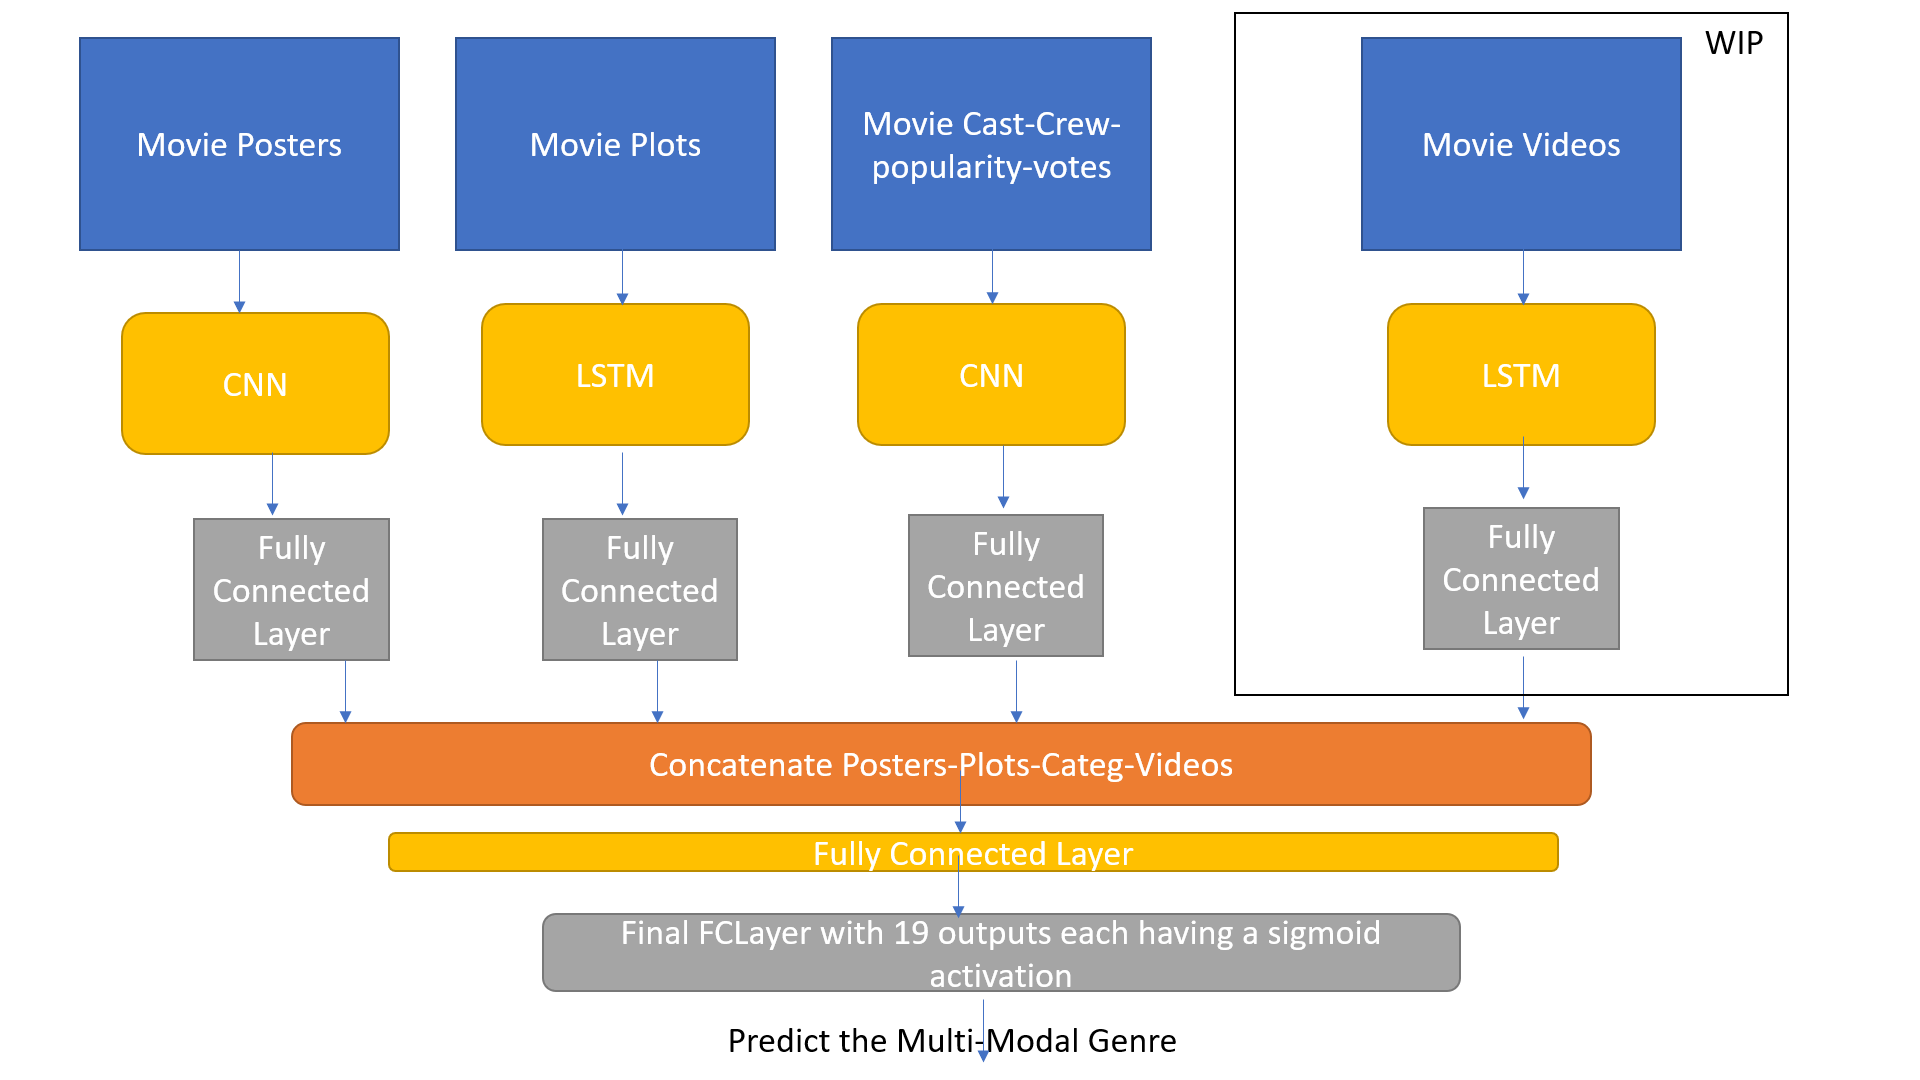 WIP
Movie Posters
Movie Plots
Movie Cast-Crew-
popularity-votes
Movie Videos
CNN
LSTM
CNN
LSTM
Fully
Connected
Layer
Fully
Connected
Layer
Fully
Connected
Layer
Fully
Connected
Layer
Concatenate Posters-Plots-Categ-Videos
Fully Connected Layer
Final FCLayer with 19 outputs each having a sigmoid
activation
Predict the Multi-Modal Genre